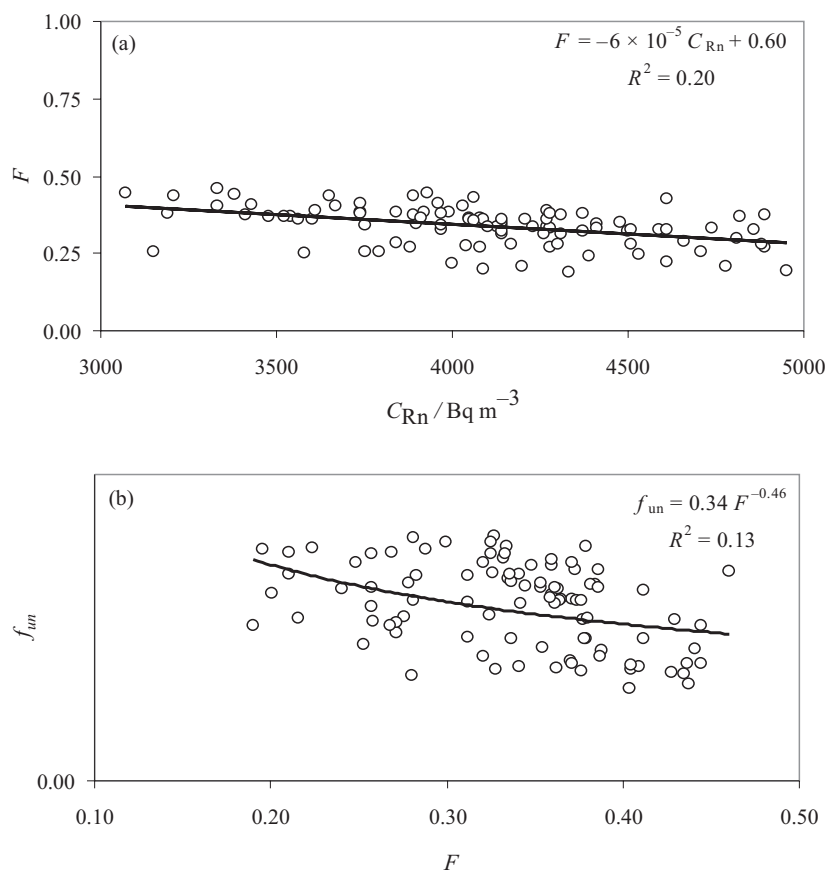 1.00
(a)
F = –6 × 10⁻⁵ C_Rn + 0.60
R² = 0.20
0.75
F
0.50
0.25
0.00
3000 3500 4000 4500 5000
C_Rn / Bq m⁻³
(b)
f_un = 0.34 F^–0.46
R² = 0.13
f_un
0.00
0.10 0.20 0.30 0.40 0.50
F